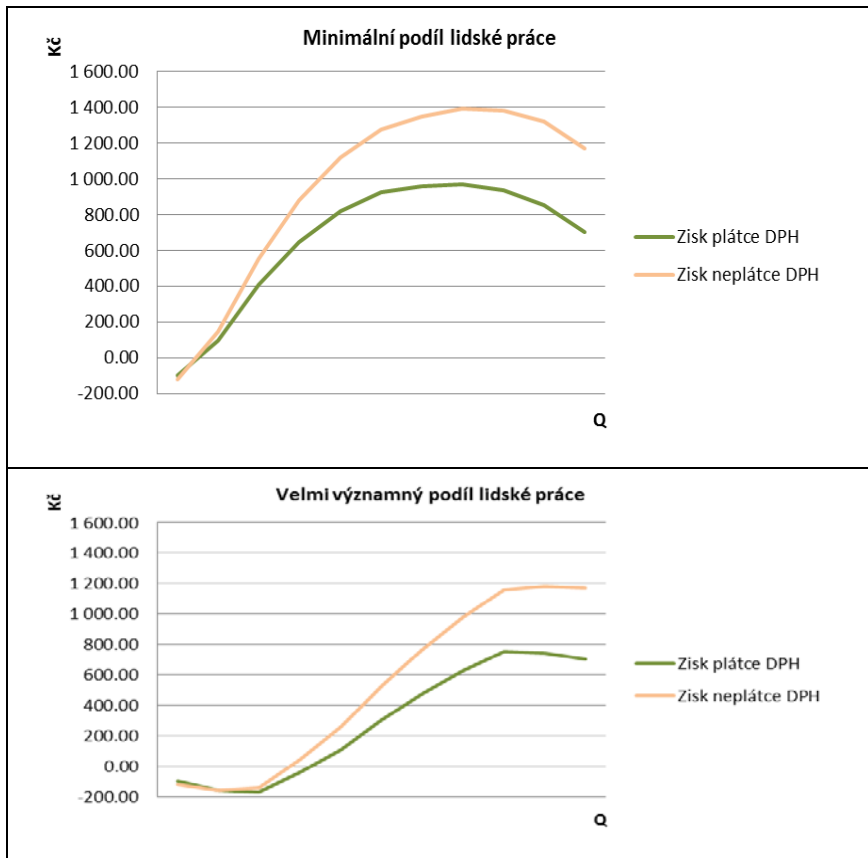 Minimální podíl lidské práce
Kč
1 600.00
1 400.00
1 200.00
1 000.00
800.00
600.00
400.00
200.00
0.00
-200.00
Q
Zisk plátce DPH
Zisk neplátce DPH
Velmi významný podíl lidské práce
Kč
1 600.00
1 400.00
1 200.00
1 000.00
800.00
600.00
400.00
200.00
0.00
-200.00
Q
Zisk plátce DPH
Zisk neplátce DPH